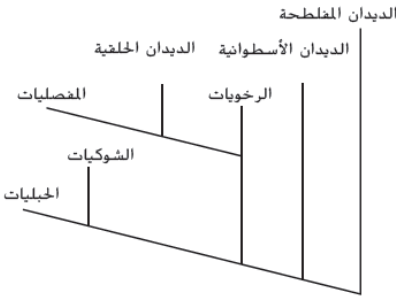 الديدان المفلطحة
الديدان الأسطوانية
الديدان الحلقية
الرخويات
المفصليات
الشوكيات
الحبليات